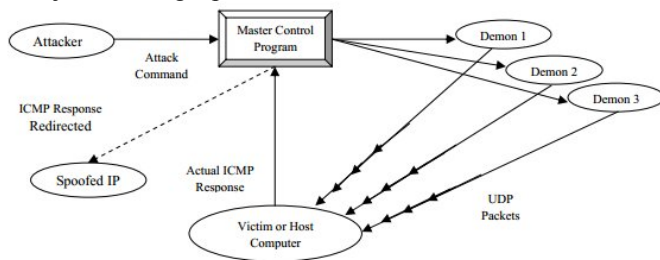 Attacker
Attack
Command
Master Control
Program
Demon 1
Demon 2
Demon 3
ICMP Response
Redirected
Spoofed IP
Actual ICMP
Response
Victim or Host
Computer
UDP
Packets